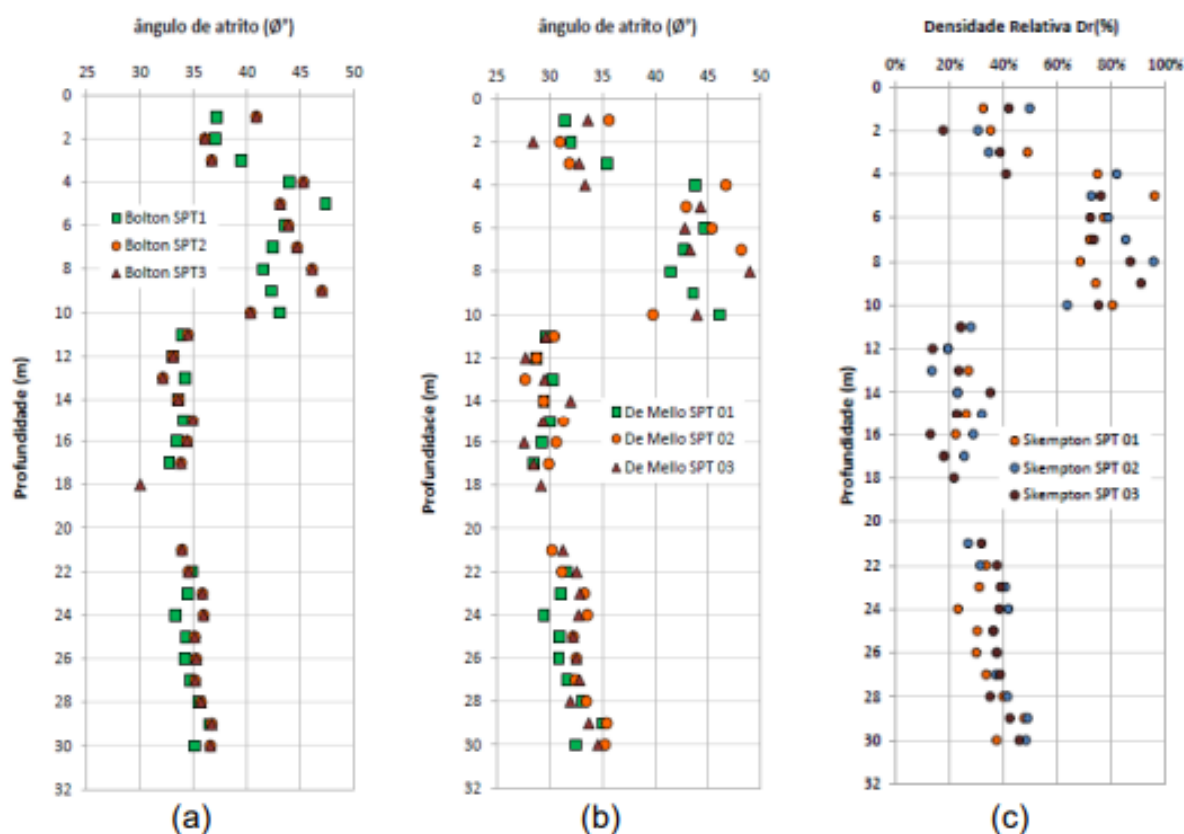 ângulo de atrito (Ø°)
25 30 35 40 45 50
0
2
4
6
8
10
12
14
16
18
20
22
24
26
28
30
32
Profundidade (m)
Bolton SPT1
Bolton SPT2
Bolton SPT3
(a)
ângulo de atrito (Ø°)
25 30 35 40 45 50
0
2
4
6
8
10
12
14
16
18
20
22
24
26
28
30
32
Profundidade (m)
De Mello SPT 01
De Mello SPT 02
De Mello SPT 03
(b)
Densidade Relativa Dr(%)
0% 20% 40% 60% 80% 100%
0
2
4
6
8
10
12
14
16
18
20
22
24
26
28
30
32
Profundidade (m)
Skempton SPT 01
Skempton SPT 02
Skempton SPT 03
(c)